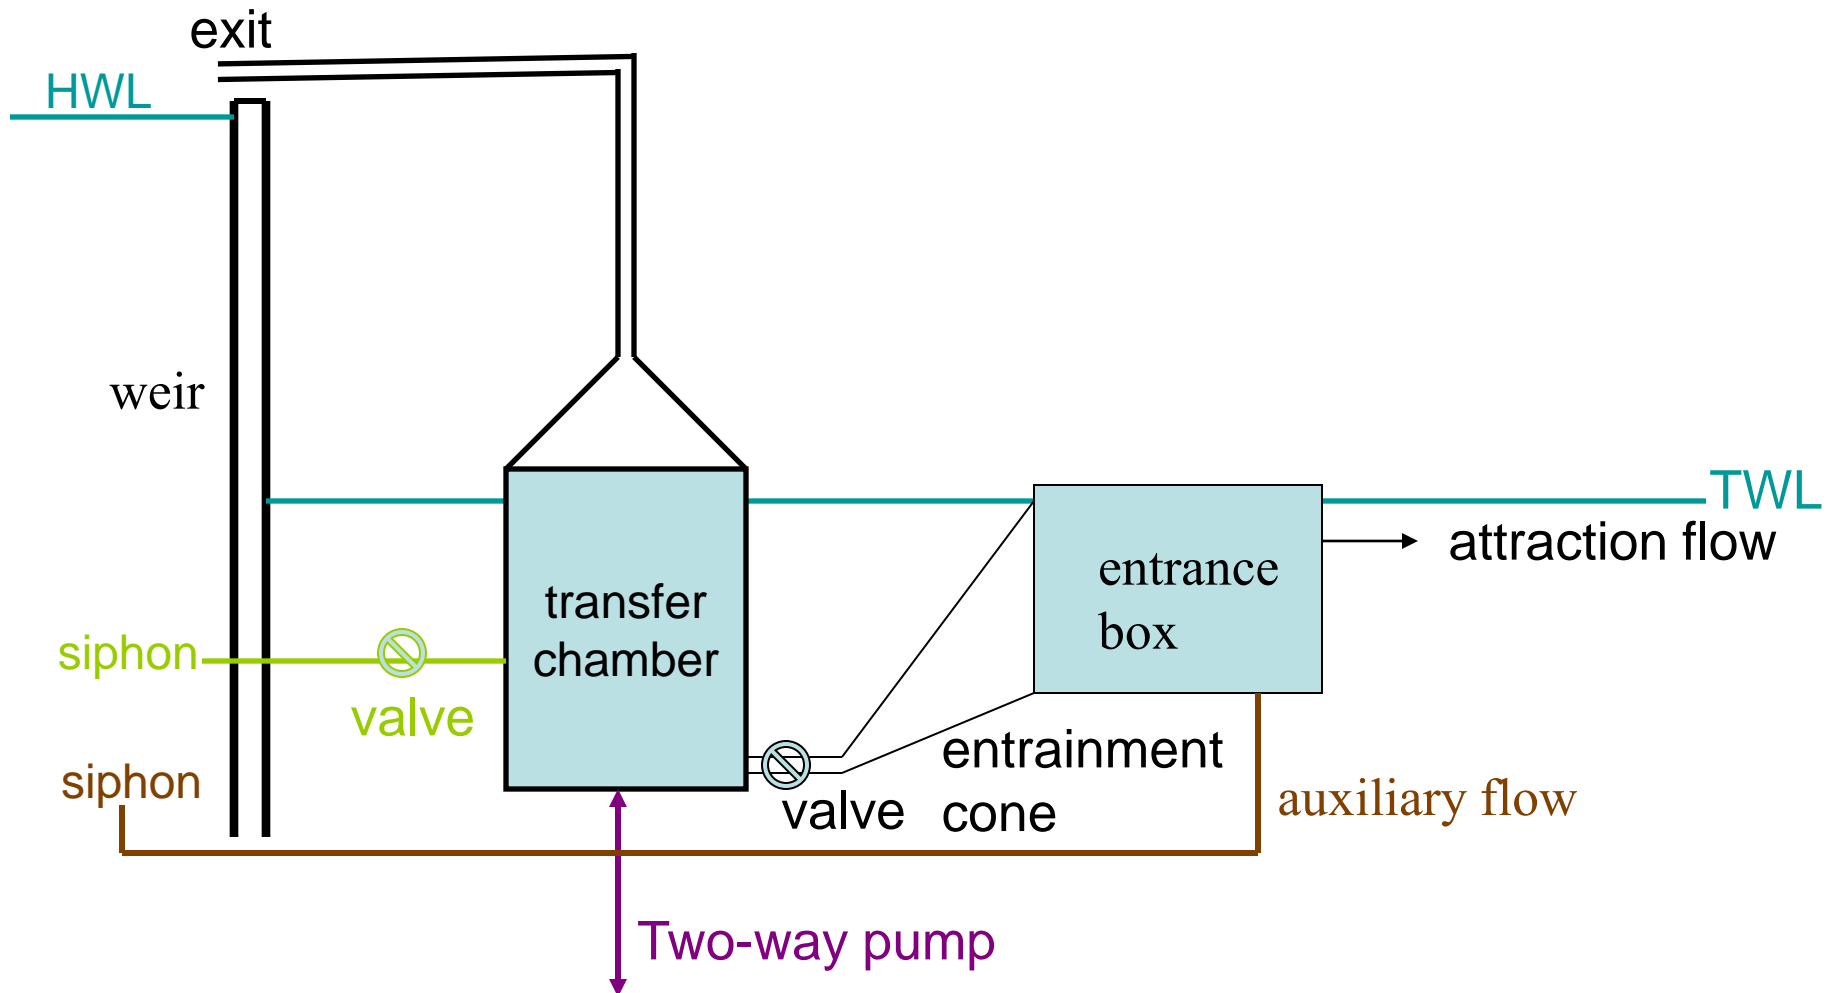 exit
HWL
weir
TWL
attraction flow
entrance
box
transfer
chamber
siphon
valve
entrainment
cone
siphon
valve
auxiliary flow
Two-way pump